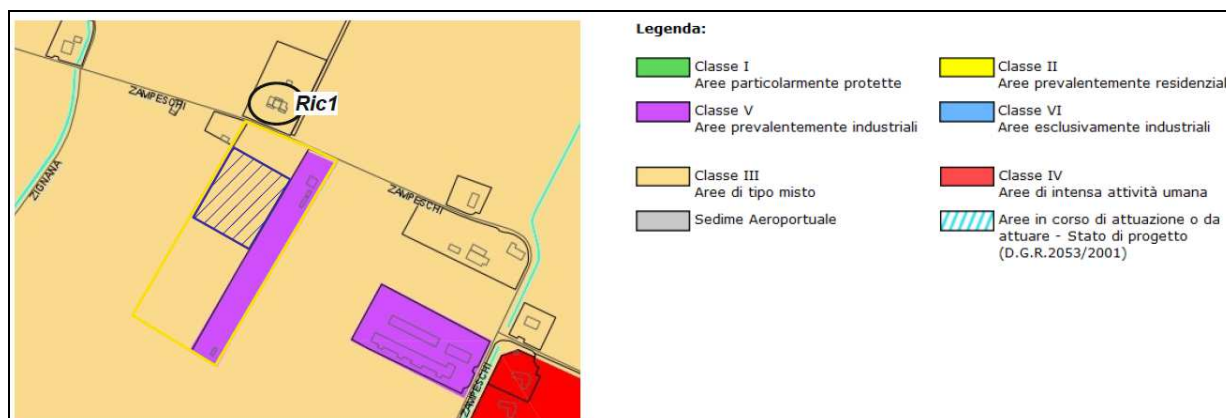 ZAMPESCHI
Ric1
ZIGNANA
ZAMPESCHI
ZAMPESCHI
Legenda:
Classe I
Aree particolarmente protette
Classe II
Aree prevalentemente residenzial
Classe V
Aree prevalentemente industriali
Classe VI
Aree esclusivamente industriali
Classe III
Aree di tipo misto
Classe IV
Aree di intensa attività umana
Sedime Aeroportuale
Aree in corso di attuazione o da
attuare - Stato di progetto
(D.G.R.2053/2001)